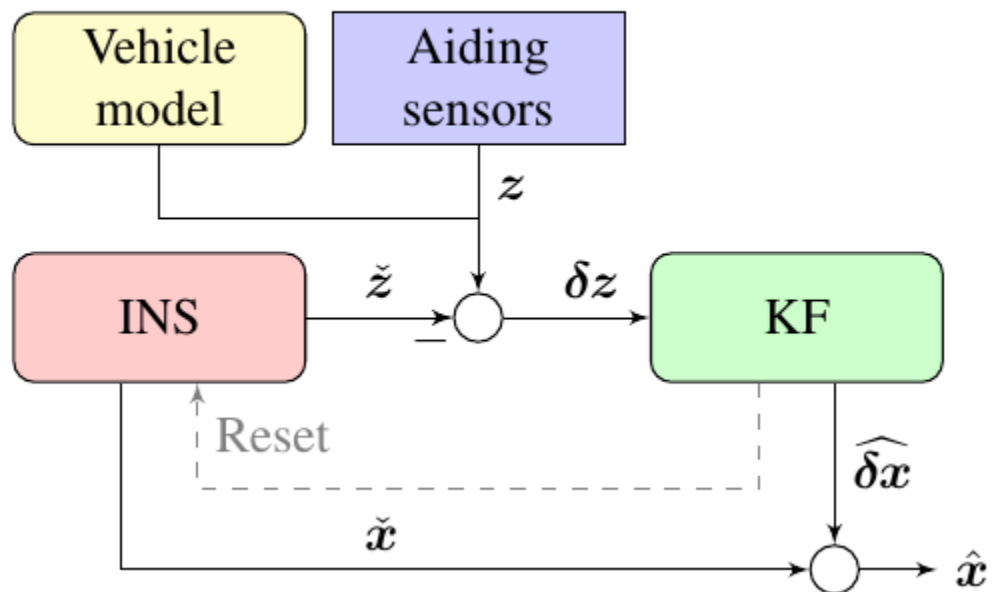 Vehicle
model
Aiding
sensors
z
INS
ž
−
δz
KF
Reset
δx̂
x̌
x̂